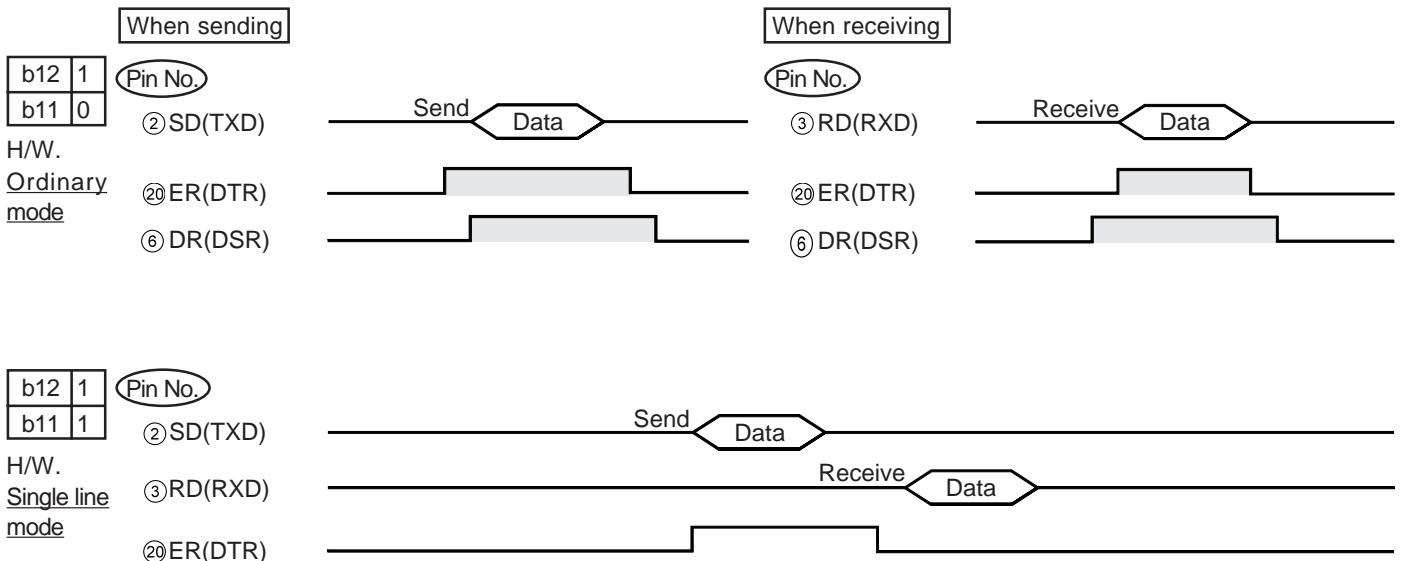 When sending
When receiving
b12 1
b11 0
H/W.
Ordinary
mode
Pin No.
②SD(TXD)
Send
Data
⑳ER(DTR)
⑥DR(DSR)
Pin No.
③RD(RXD)
Receive
Data
⑳ER(DTR)
⑥DR(DSR)
b12 1
b11 1
H/W.
Single line
mode
Pin No.
②SD(TXD)
Send
Data
③RD(RXD)
Receive
Data
⑳ER(DTR)